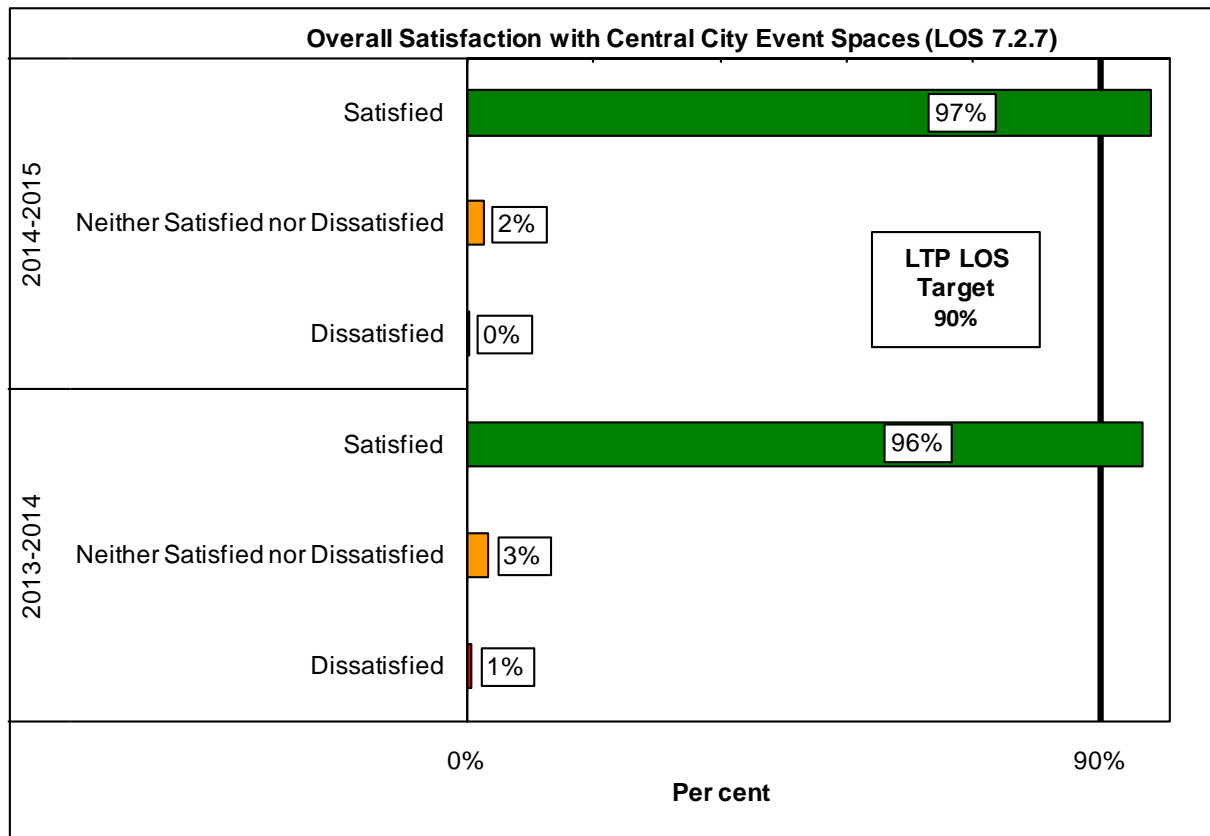 Overall Satisfaction with Central City Event Spaces (LOS 7.2.7)
2014-2015
Satisfied
97%
Neither Satisfied nor Dissatisfied
2%
Dissatisfied
0%
LTP LOS
Target
90%
2013-2014
Satisfied
96%
Neither Satisfied nor Dissatisfied
3%
Dissatisfied
1%
0%
90%
Per cent